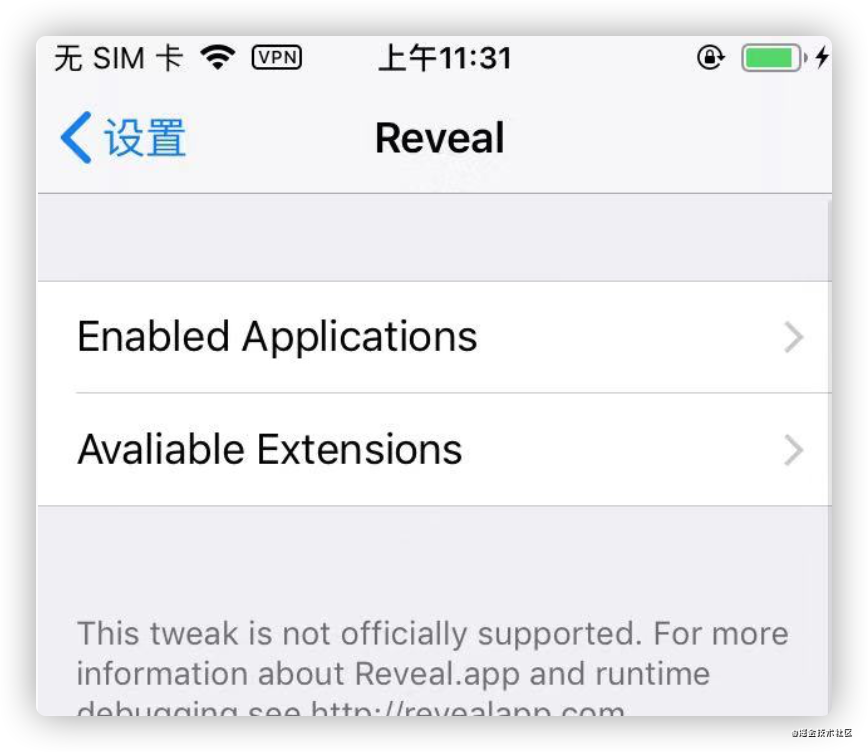 无 SIM 卡 VPN 上午11:31
设置 Reveal
Enabled Applications
Avaliable Extensions
This tweak is not officially supported. For more
information about Reveal.app and runtime
debugging see http://revealapp.com
@掘金技术社区